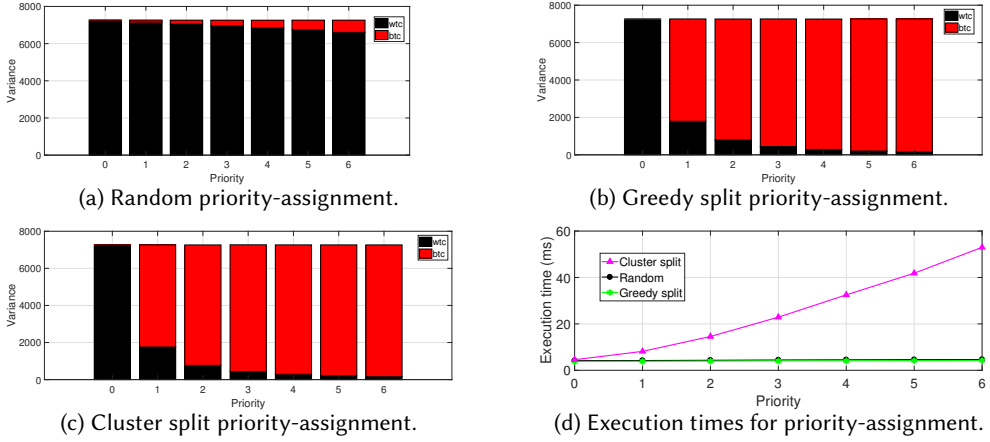 8000
6000
4000
2000
0
Variance
wtc
btc
0 1 2 3 4 5 6
Priority
(a) Random priority-assignment.
8000
6000
4000
2000
0
Variance
wtc
btc
0 1 2 3 4 5 6
Priority
(b) Greedy split priority-assignment.
8000
6000
4000
2000
0
Variance
wtc
btc
0 1 2 3 4 5 6
Priority
(c) Cluster split priority-assignment.
60
40
20
0
Execution time (ms)
Cluster split
Random
Greedy split
0 1 2 3 4 5 6
Priority
(d) Execution times for priority-assignment.